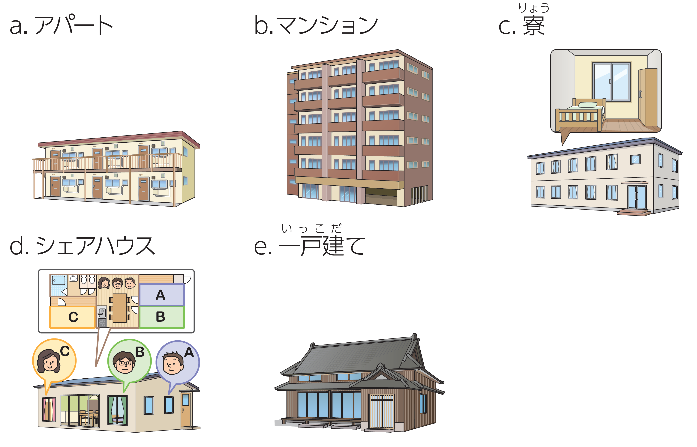 a. アパート
b. マンション
りょう
c. 寮
d. シェアハウス
A
B
C
C
B
A
いっこだ
e. 一戸建て